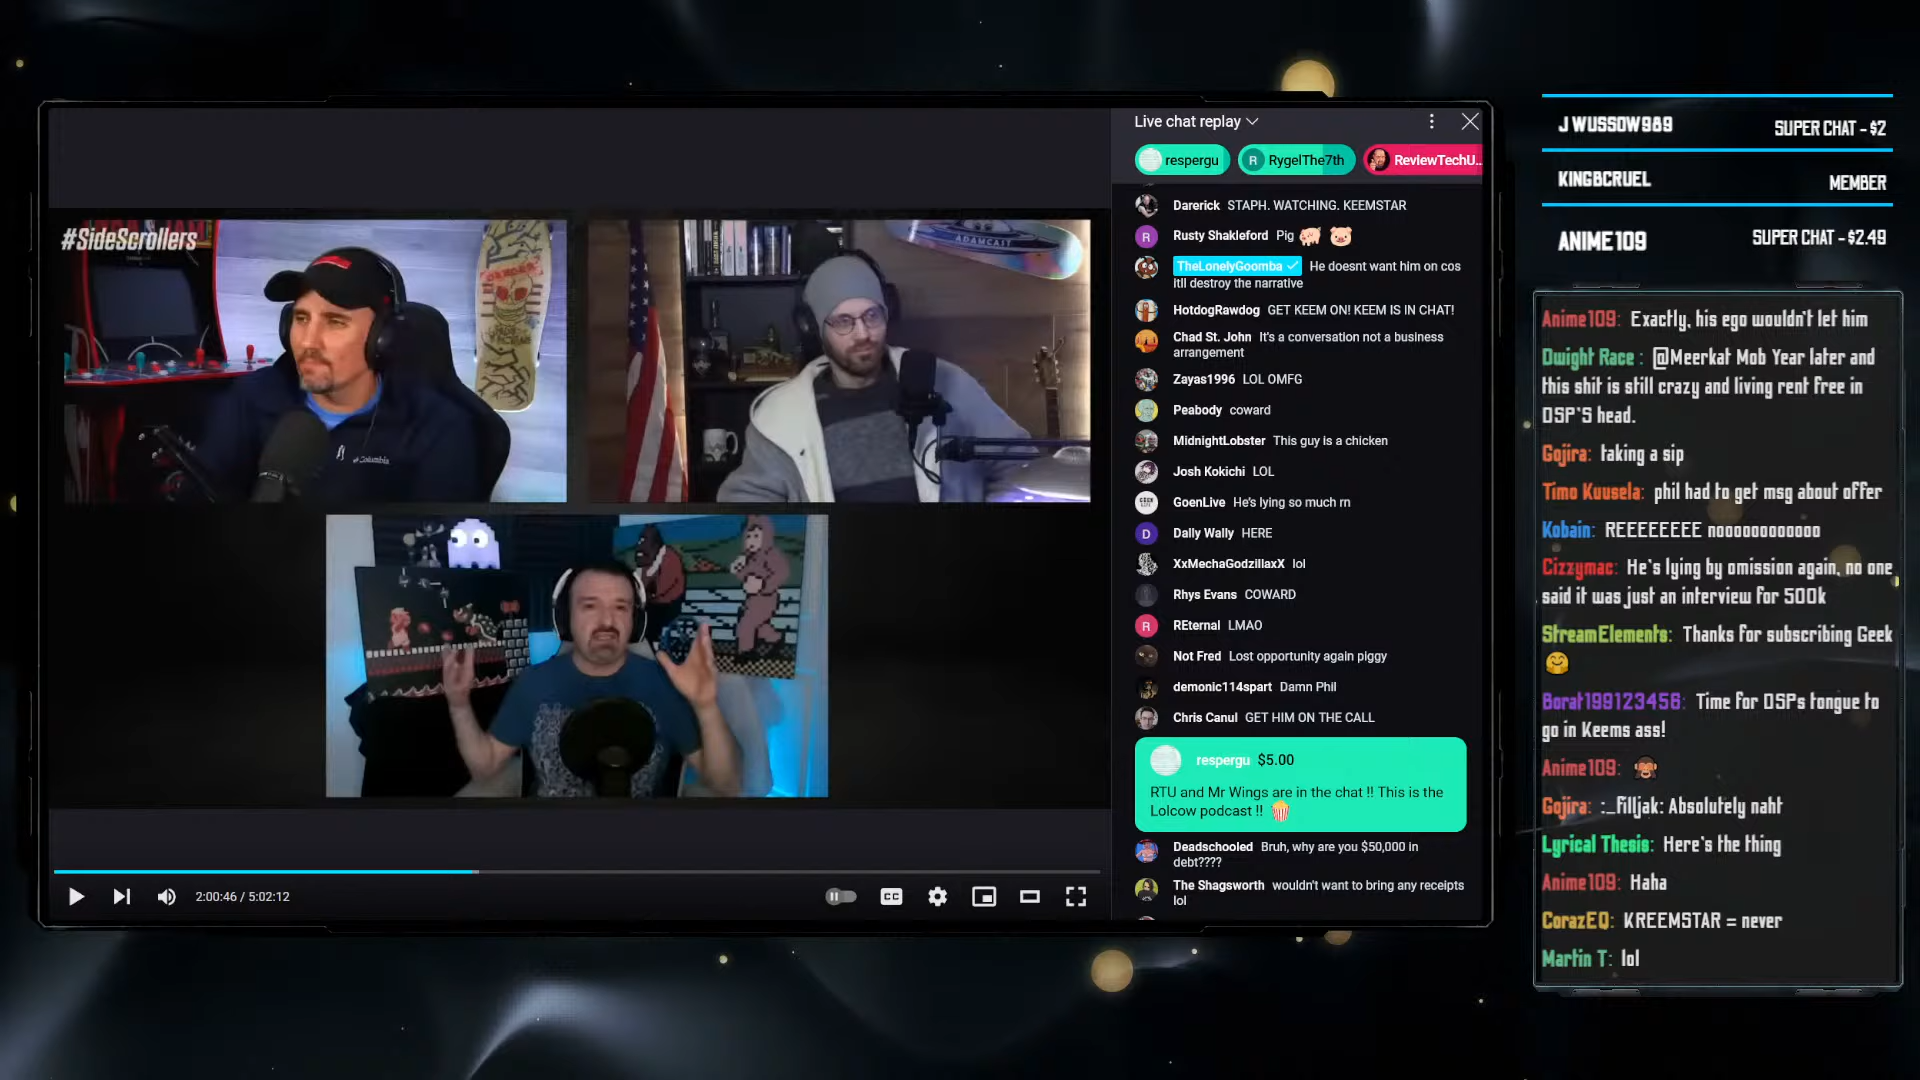 #SideScrollers
ADAMCAST
Columbia
2:00:46 / 5:02:12
CC
Live chat replay
respergu
R RygelThe7th
ReviewTechU...
Darerick STAPH. WATCHING. KEEMSTAR
R Rusty Shakleford Pig 🐖 🐷
TheLonelyGoomba He doesnt want him on cos
itll destroy the narrative
HotdogRawdog GET KEEM ON! KEEM IS IN CHAT!
Chad St. John It's a conversation not a business
arrangement
Zayas1996 LOL OMFG
Peabody coward
MidnightLobster This guy is a chicken
Josh Kokichi LOL
GoenLive He's lying so much rn
D Dally Wally HERE
XxMechaGodzillaxX lol
Rhys Evans COWARD
R REternal LMAO
Not Fred Lost opportunity again piggy
demonic114spart Damn Phil
Chris Canul GET HIM ON THE CALL
respergu $5.00
RTU and Mr Wings are in the chat !! This is the
Lolcow podcast !! 🍿
Deadschooled Bruh, why are you $50,000 in
debt????
The Shagsworth wouldn't want to bring any receipts
lol
J WUSSOW989 SUPER CHAT - $2
KINGBCRUEL MEMBER
ANIME109 SUPER CHAT - $2.49
Anime109: Exactly, his ego wouldn't let him
Dwight Race : @Meerkat Mob Year later and
this shit is still crazy and living rent free in
DSP'S head.
Gojira: taking a sip
Timo Kuusela: phil had to get msg about offer
Kobain: REEEEEEEE noooooooooooo
Cizzymac: He's lying by omission again, no one
said it was just an interview for 500k
StreamElements: Thanks for subscribing Geek
🤗
Borat199123456: Time for DSPs tongue to
go in Keems ass!
Anime109: 🙊
Gojira: :_filljak: Absolutely naht
Lyrical Thesis: Here's the thing
Anime109: Haha
CorazEQ: KREEMSTAR = never
Martin T: lol